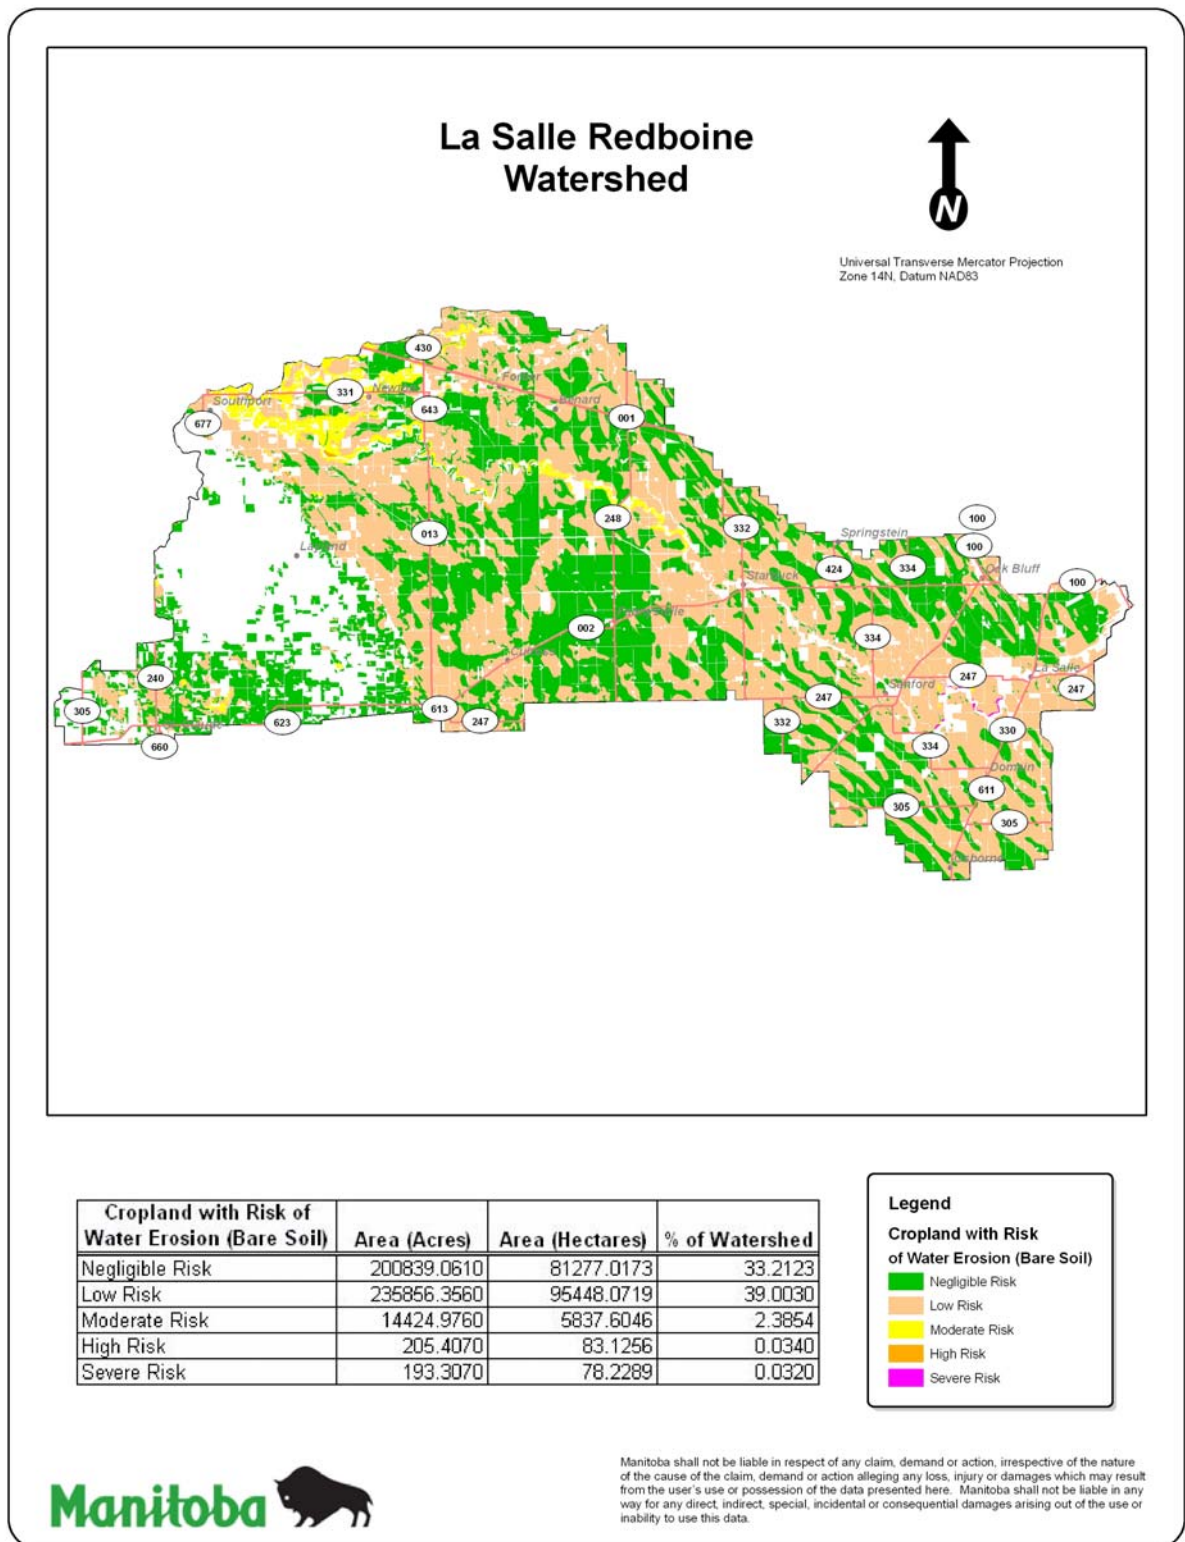 La Salle Redboine
Watershed
N
Universal Transverse Mercator Projection
Zone 14N, Datum NAD83
430
331
Southport
677
643
Benard
001
013
248
332
Springstein
100
100
424
334
Oak Bluff
100
Starbuck
002
334
240
305
623
613
247
660
La Salle
247
247
247
Sanford
332
334
330
Domain
611
305
305
Osborne
Cropland with Risk of
Water Erosion (Bare Soil) Area (Acres) Area (Hectares) % of Watershed
Negligible Risk 200839.0610 81277.0173 33.2123
Low Risk 235856.3560 95448.0719 39.0030
Moderate Risk 14424.9760 5837.6046 2.3854
High Risk 205.4070 83.1256 0.0340
Severe Risk 193.3070 78.2289 0.0320
Legend
Cropland with Risk
of Water Erosion (Bare Soil)
Negligible Risk
Low Risk
Moderate Risk
High Risk
Severe Risk
Manitoba
Manitoba shall not be liable in respect of any claim, demand or action, irrespective of the nature
of the cause of the claim, demand or action alleging any loss, injury or damages which may result
from the user's use or possession of the data presented here. Manitoba shall not be liable in any
way for any direct, indirect, special, incidental or consequential damages arising out of the use or
inability to use this data.